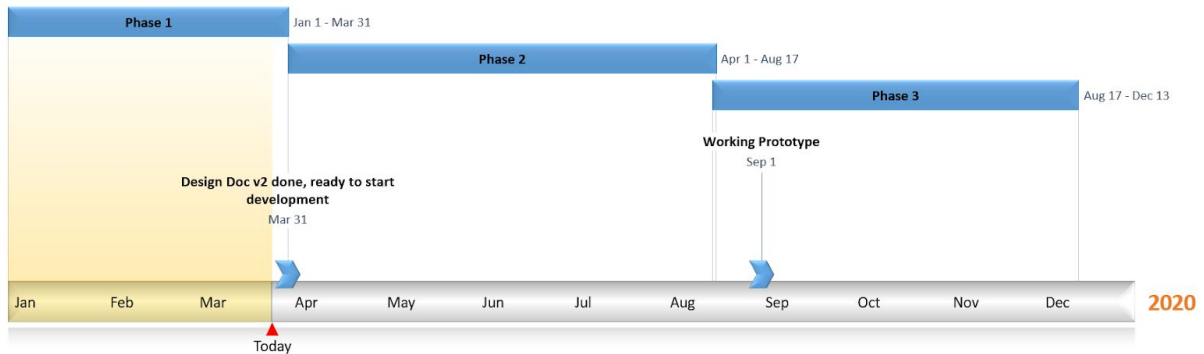 Phase 1
Jan 1 - Mar 31
Phase 2
Apr 1 - Aug 17
Phase 3
Aug 17 - Dec 13
Working Prototype
Sep 1
Design Doc v2 done, ready to start
development
Mar 31
Jan Feb Mar Apr May Jun Jul Aug Sep Oct Nov Dec 2020
Today